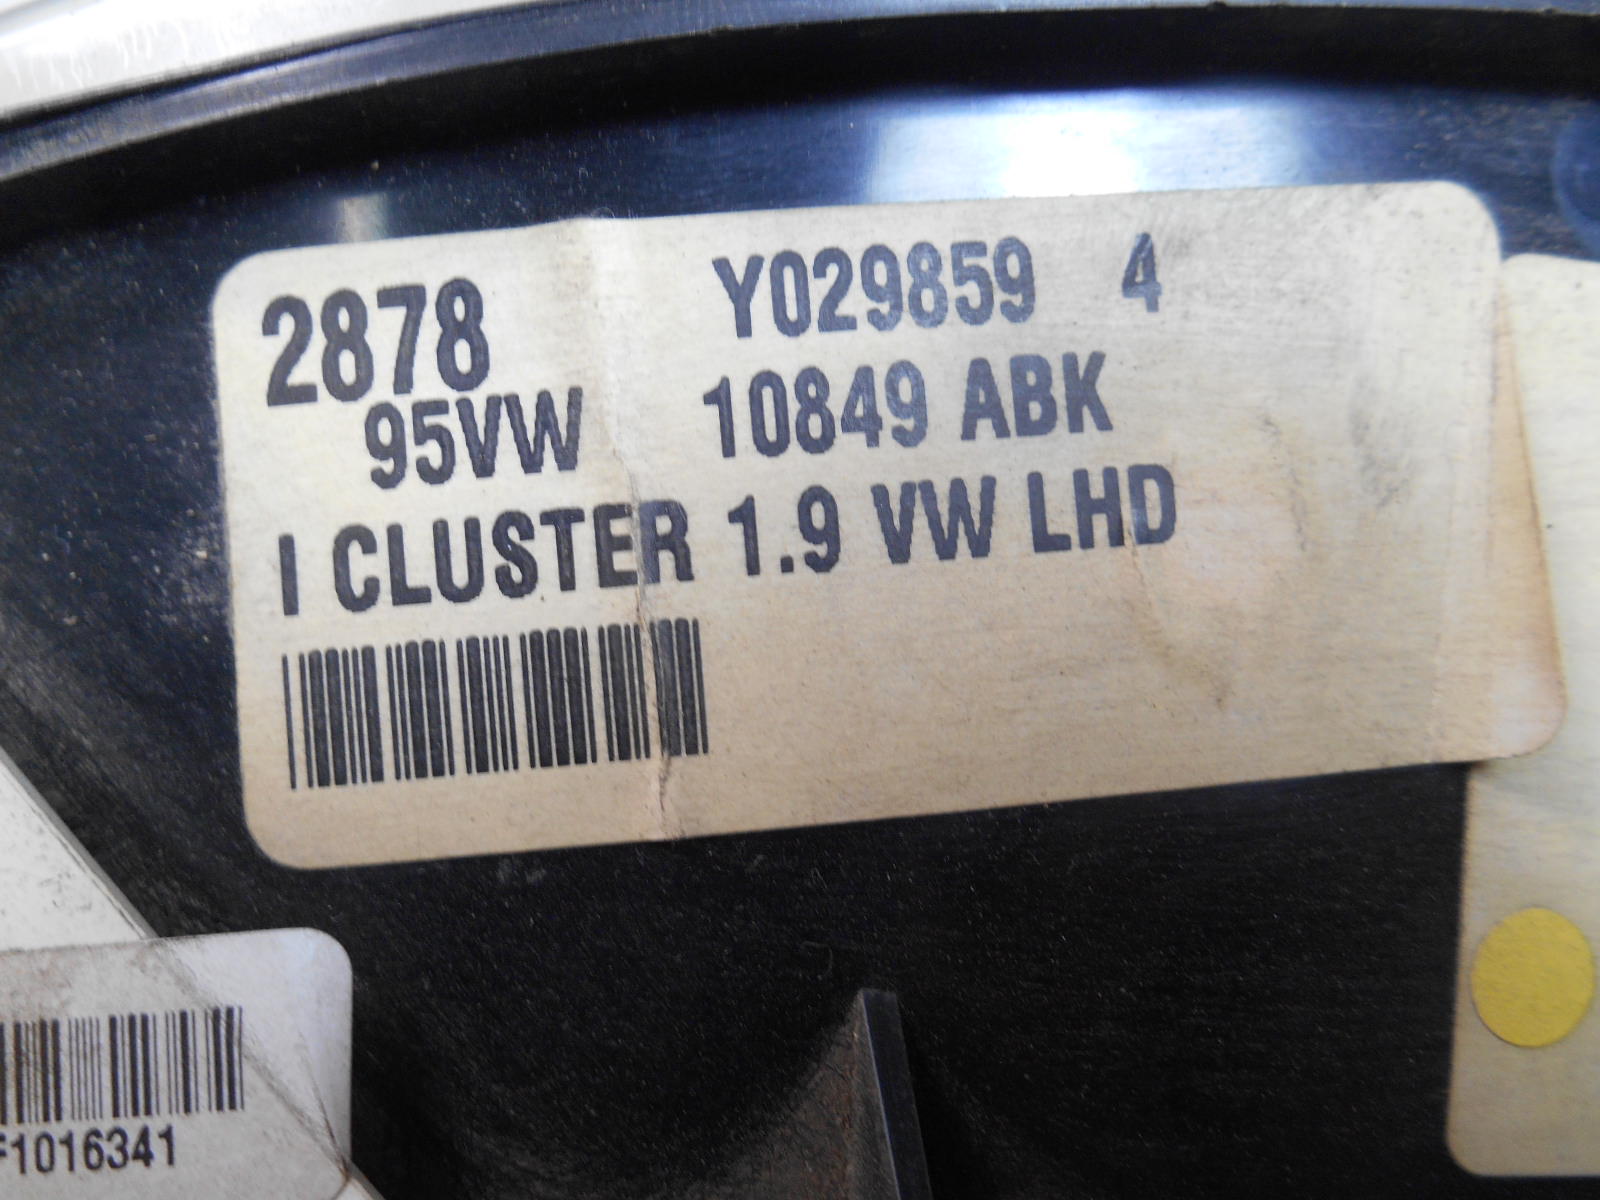 2878 Y029859 4
95VW 10849 ABK
I CLUSTER 1.9 VW LHD
F1016341